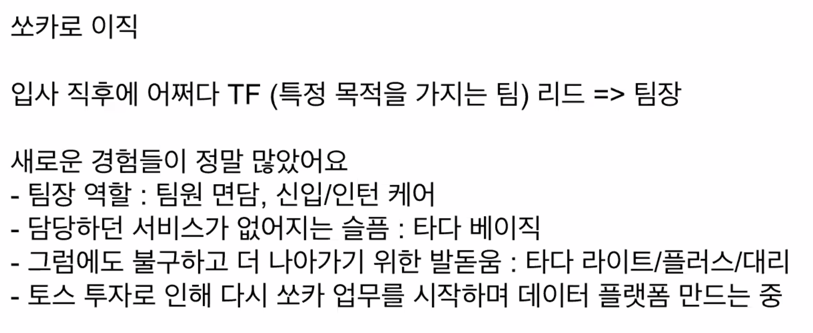 쏘카로 이직
입사 직후에 어쩌다 TF (특정 목적을 가지는 팀) 리드 => 팀장
새로운 경험들이 정말 많았어요
- 팀장 역할 : 팀원 면담, 신입/인턴 케어
- 담당하던 서비스가 없어지는 슬픔 : 타다 베이직
- 그럼에도 불구하고 더 나아가기 위한 발돋움 : 타다 라이트/플러스/대리
- 토스 투자로 인해 다시 쏘카 업무를 시작하며 데이터 플랫폼 만드는 중